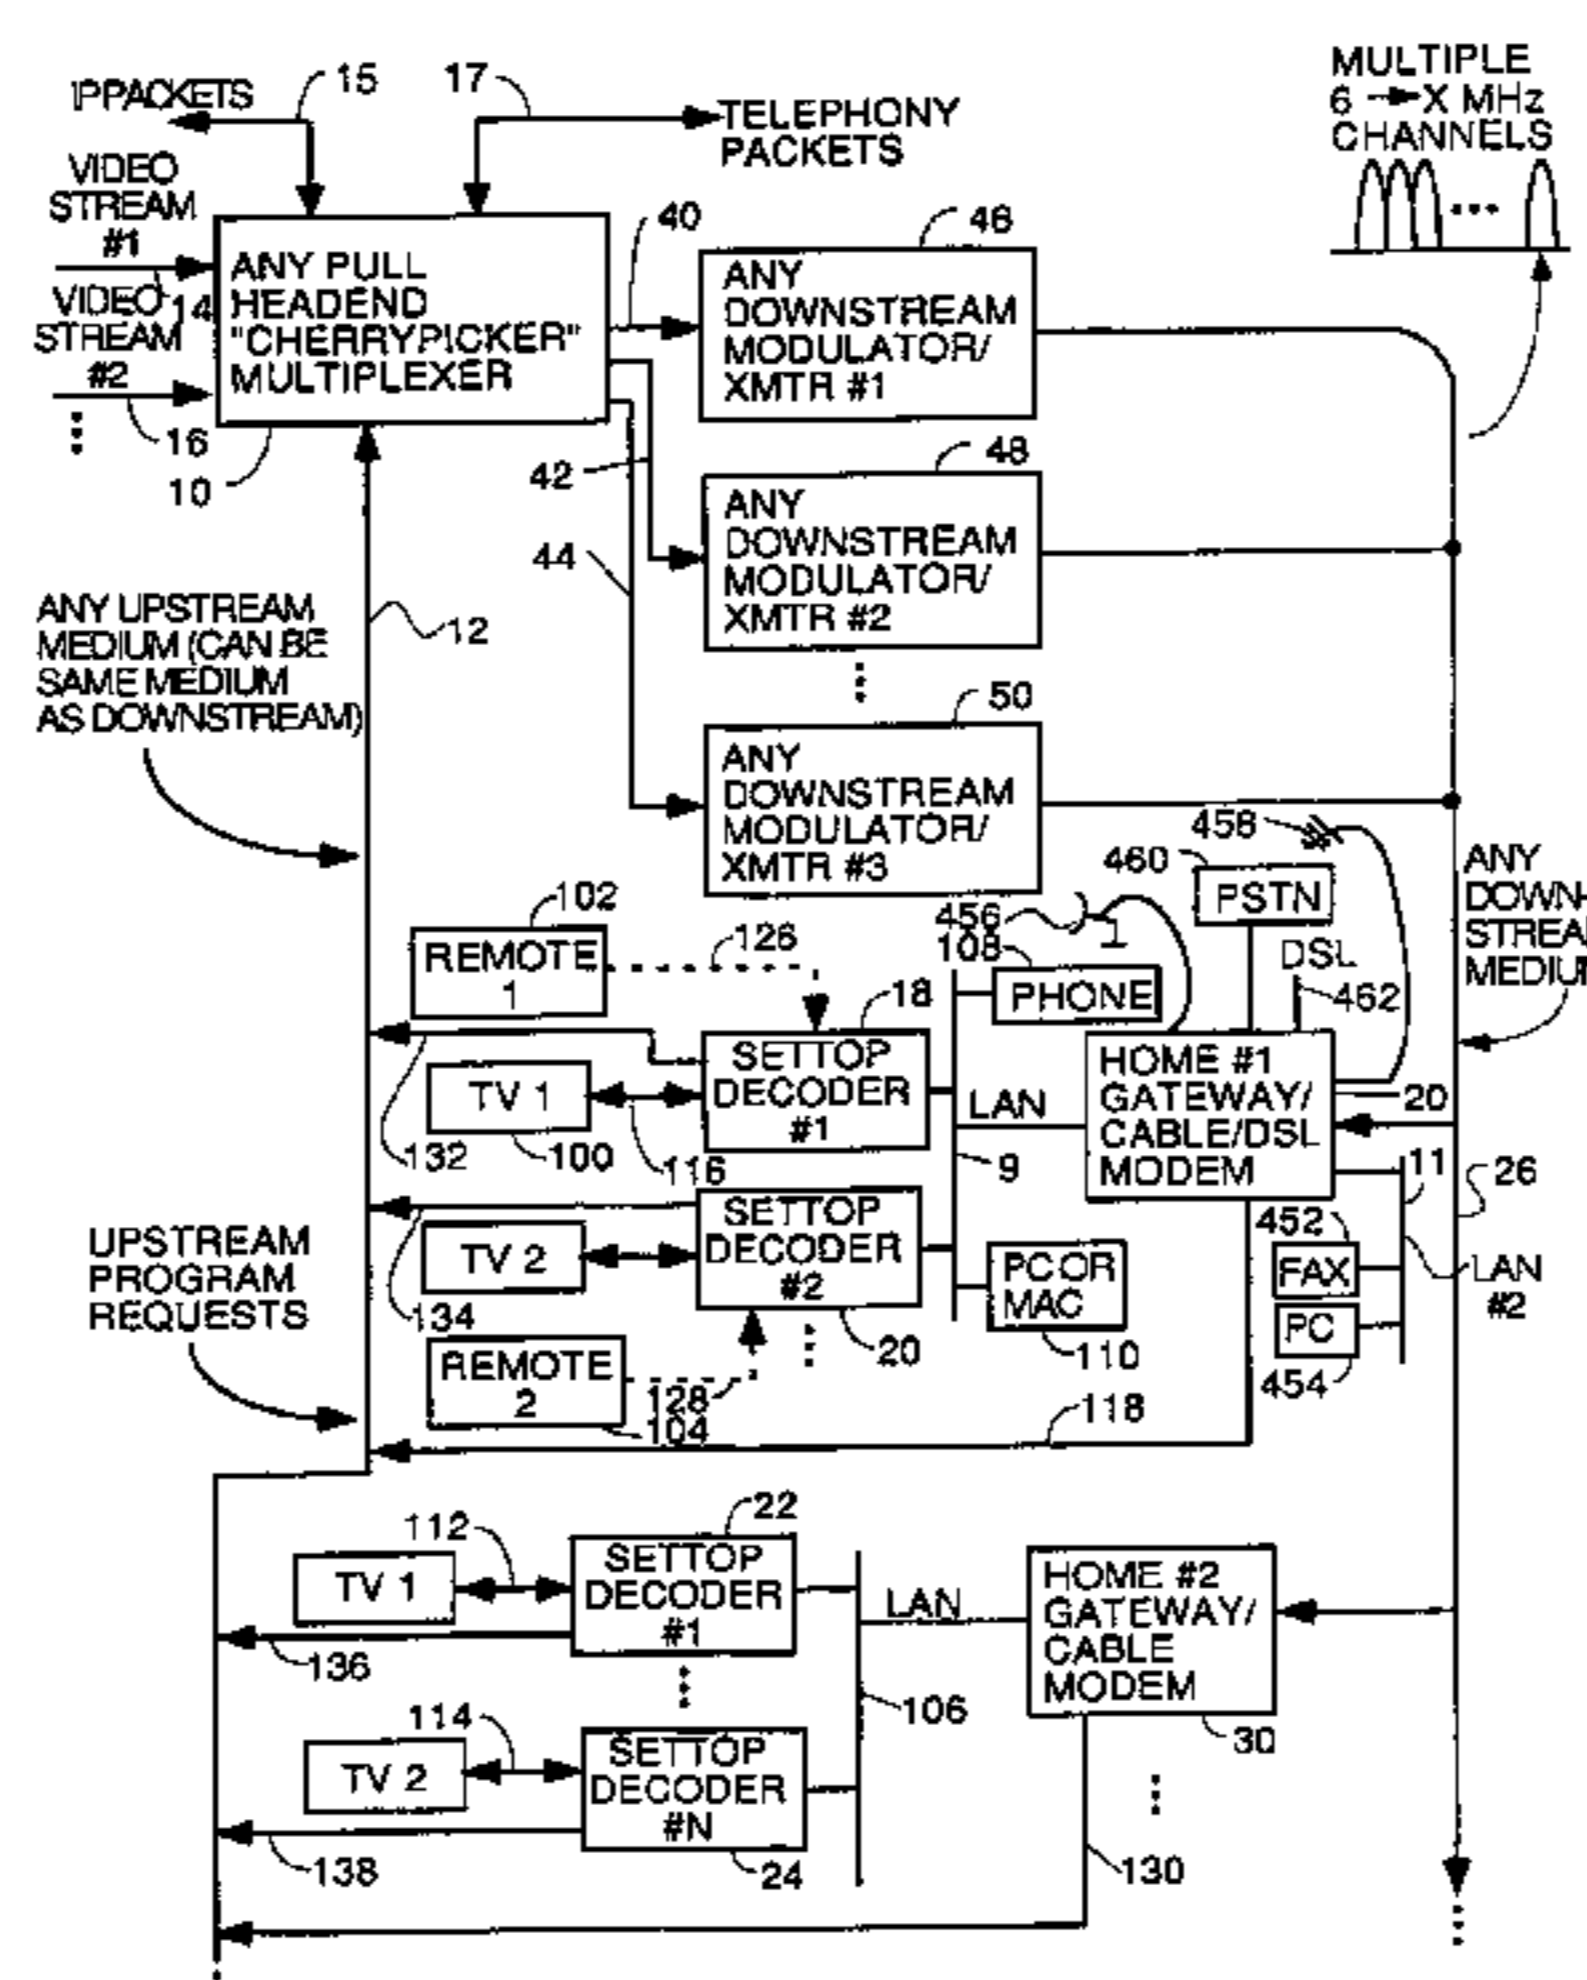 IP PACKETS
15
17
TELEPHONY
PACKETS
MULTIPLE
6 → X MHz
CHANNELS
...
VIDEO
STREAM
#1
14
VIDEO
STREAM
#2
16
10
ANY PULL
HEADEND
"CHERRYPICKER"
MULTIPLEXER
40
42
44
46
ANY
DOWNSTREAM
MODULATOR/
XMTR #1
48
ANY
DOWNSTREAM
MODULATOR/
XMTR #2
50
ANY
DOWNSTREAM
MODULATOR/
XMTR #3
ANY UPSTREAM
MEDIUM (CAN BE
SAME MEDIUM
AS DOWNSTREAM)
12
458
460
PSTN
456
108
PHONE
DSL
462
ANY
DOWN-
STREAM
MEDIUM
102
REMOTE
1
126
18
SETTOP
DECODER
#1
TV 1
132
100
116
LAN
9
HOME #1
GATEWAY/
CABLE/DSL
MODEM
20
11
26
UPSTREAM
PROGRAM
REQUESTS
TV 2
134
SETTOP
DECODER
#2
20
PC OR
MAC
110
452
FAX
PC
454
LAN
#2
REMOTE
2
128
104
118
112
22
TV 1
SETTOP
DECODER
#1
136
LAN
106
HOME #2
GATEWAY/
CABLE
MODEM
30
114
TV 2
SETTOP
DECODER
#N
138
24
130